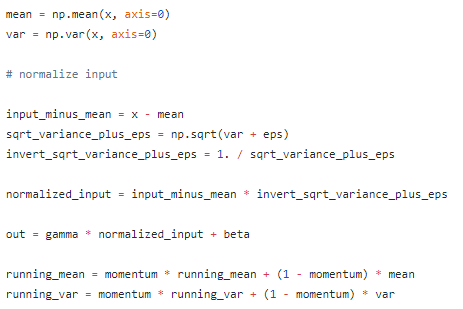 mean = np.mean(x, axis=0)
var = np.var(x, axis=0)
# normalize input
input_minus_mean = x - mean
sqrt_variance_plus_eps = np.sqrt(var + eps)
invert_sqrt_variance_plus_eps = 1. / sqrt_variance_plus_eps
normalized_input = input_minus_mean * invert_sqrt_variance_plus_eps
out = gamma * normalized_input + beta
running_mean = momentum * running_mean + (1 - momentum) * mean
running_var = momentum * running_var + (1 - momentum) * var